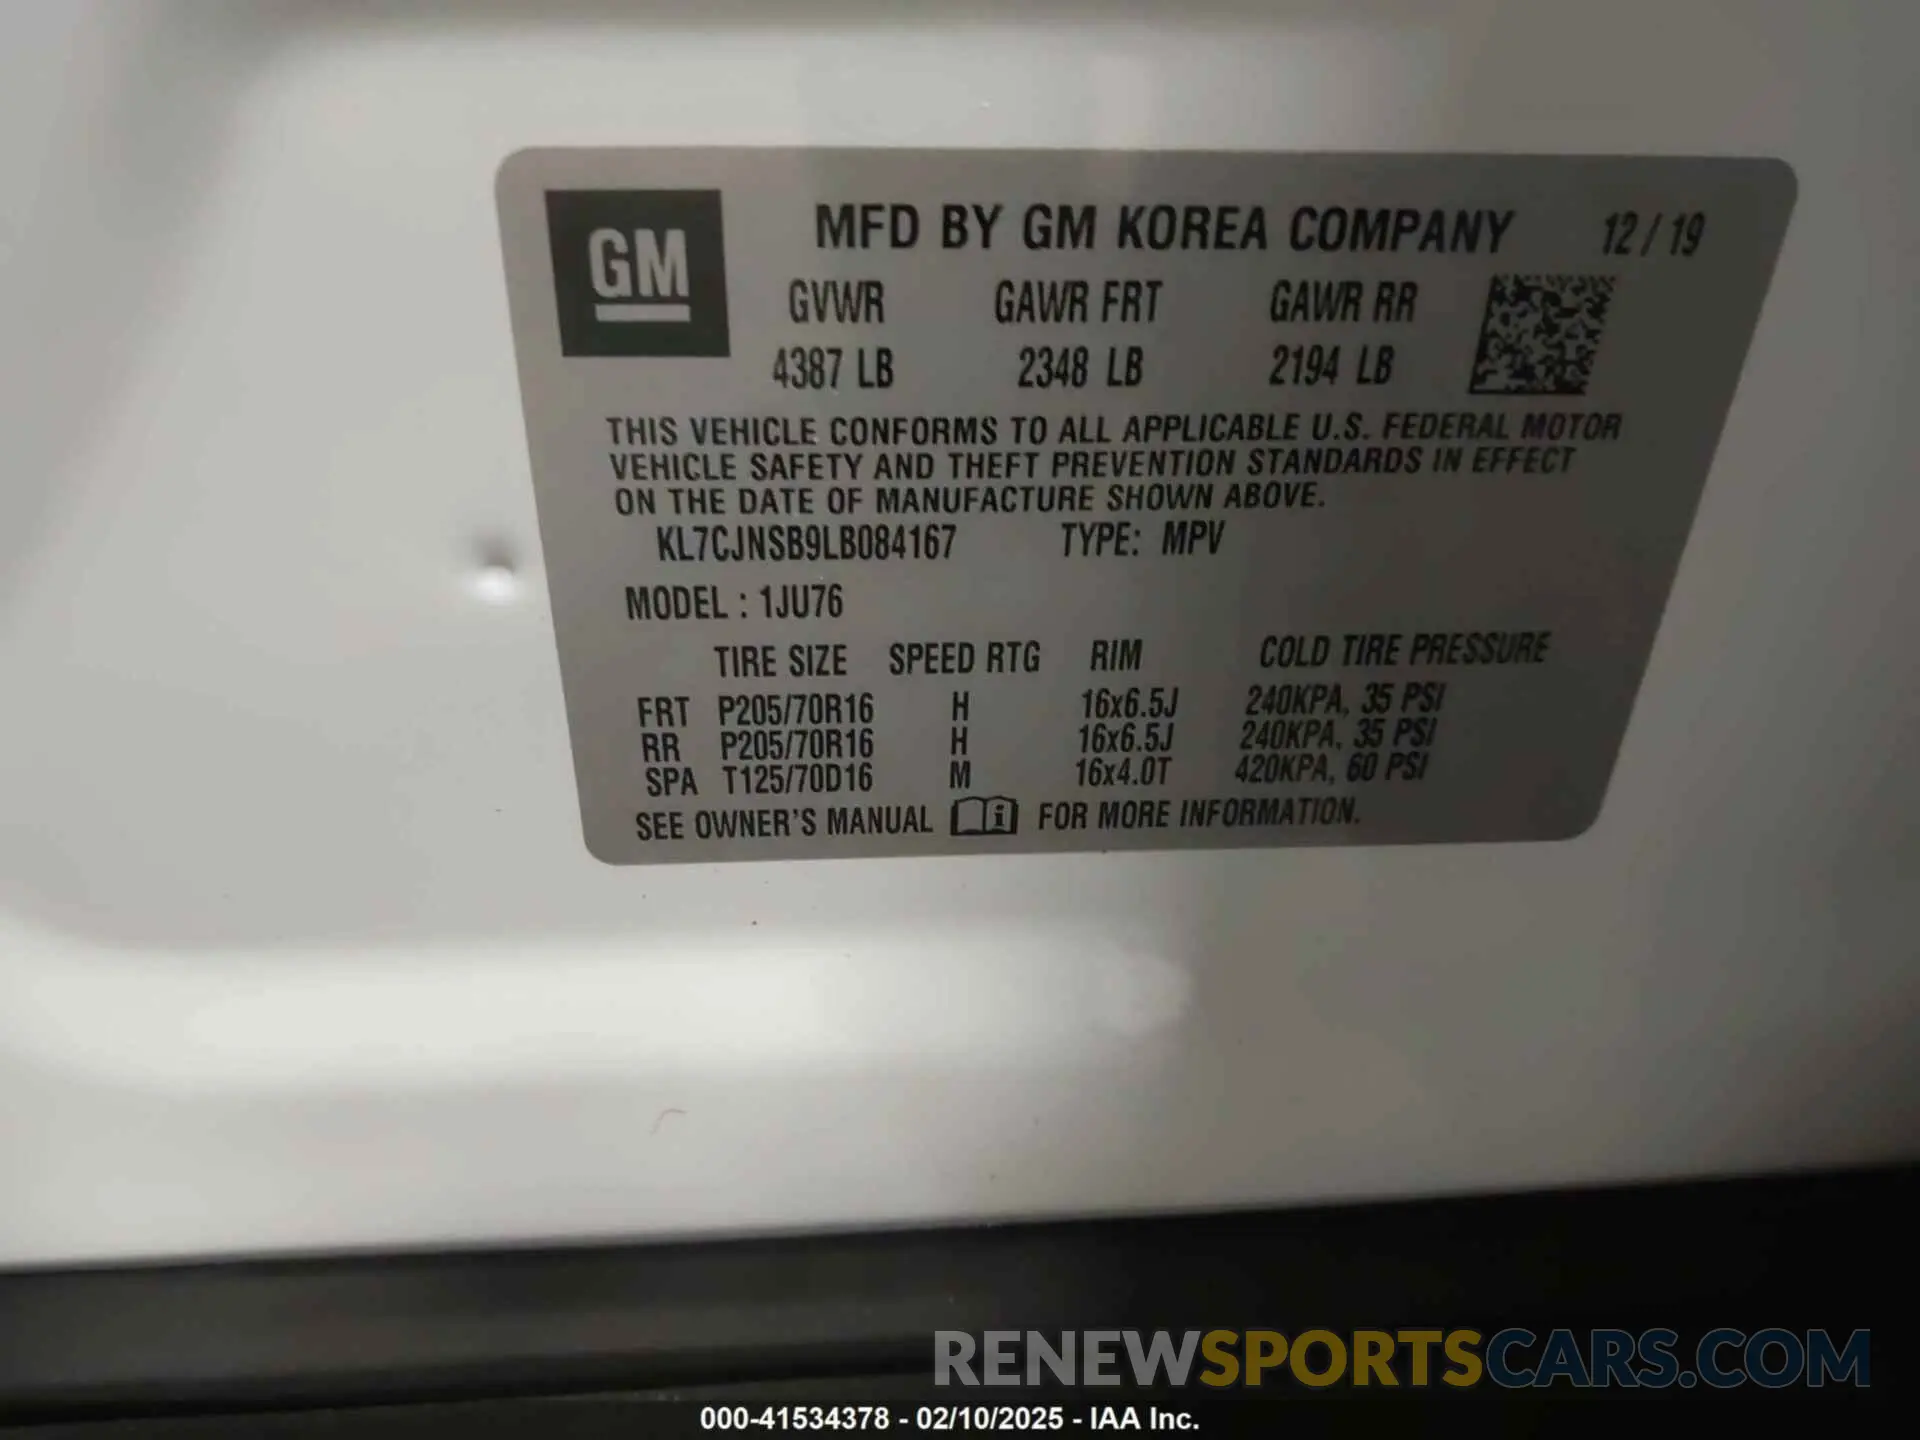 GM
MFD BY GM KOREA COMPANY 12 / 19
GVWR GAWR FRT GAWR RR
4387 LB 2348 LB 2194 LB
THIS VEHICLE CONFORMS TO ALL APPLICABLE U.S. FEDERAL MOTOR
VEHICLE SAFETY AND THEFT PREVENTION STANDARDS IN EFFECT
ON THE DATE OF MANUFACTURE SHOWN ABOVE.
KL7CJNSB9LB084167 TYPE: MPV
MODEL : 1JU76
TIRE SIZE SPEED RTG RIM COLD TIRE PRESSURE
FRT P205/70R16 H 16x6.5J 240KPA, 35 PSI
RR P205/70R16 H 16x6.5J 240KPA, 35 PSI
SPA T125/70D16 M 16x4.0T 420KPA, 60 PSI
SEE OWNER'S MANUAL i FOR MORE INFORMATION.
RENEWSPORTSCARS.COM
000-41534378 - 02/10/2025 - IAA Inc.